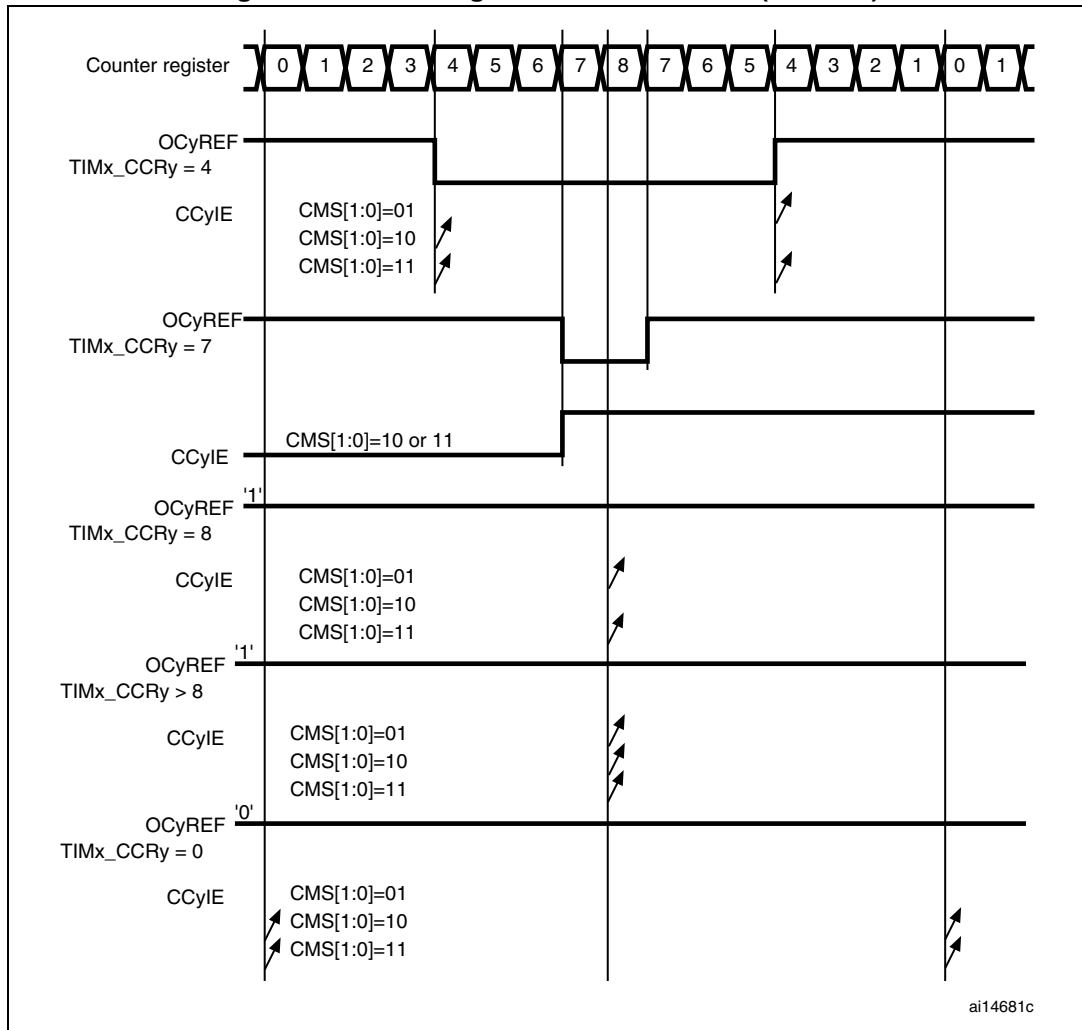 Counter register 0 1 2 3 4 5 6 7 8 7 6 5 4 3 2 1 0 1
OCyREF
TIMx_CCRy = 4
CCyIE CMS[1:0]=01
CMS[1:0]=10
CMS[1:0]=11
OCyREF
TIMx_CCRy = 7
CMS[1:0]=10 or 11
CCyIE
'1'
OCyREF
TIMx_CCRy = 8
CCyIE CMS[1:0]=01
CMS[1:0]=10
CMS[1:0]=11
'1'
OCyREF
TIMx_CCRy > 8
CCyIE CMS[1:0]=01
CMS[1:0]=10
CMS[1:0]=11
'0'
OCyREF
TIMx_CCRy = 0
CCyIE CMS[1:0]=01
CMS[1:0]=10
CMS[1:0]=11
ai14681c